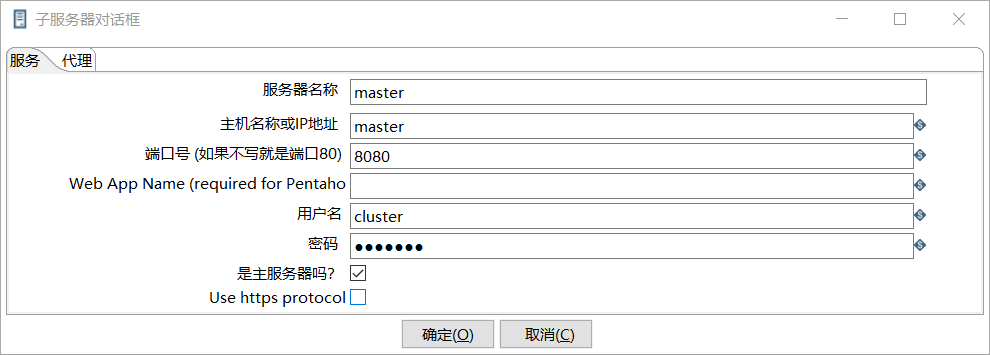 子服务器对话框
服务 代理
服务器名称 master
主机名称或IP地址 master
端口号 (如果不写就是端口80) 8080
Web App Name (required for Pentaho
用户名 cluster
密码 ●●●●●●●
是主服务器吗?
Use https protocol
确定(O) 取消(C)